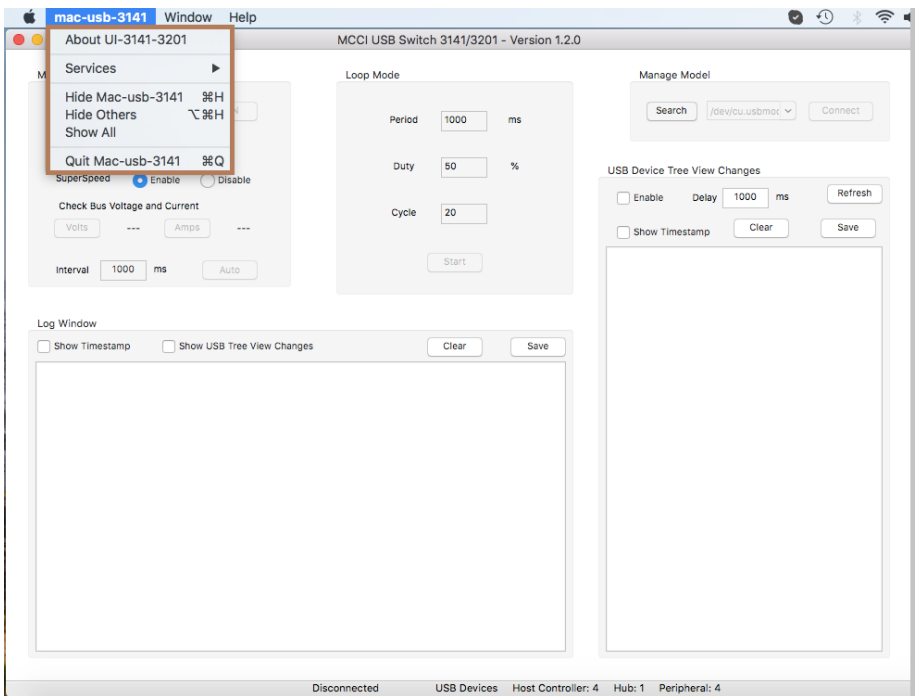 mac-usb-3141 Window Help
MCCI USB Switch 3141/3201 - Version 1.2.0
About UI-3141-3201
Services
Hide Mac-usb-3141 ⌘H
Hide Others ⌥⌘H
Show All
Quit Mac-usb-3141 ⌘Q
SuperSpeed Enable Disable
Check Bus Voltage and Current
Volts --- Amps ---
Interval 1000 ms Auto
Loop Mode
Period 1000 ms
Duty 50 %
Cycle 20
Start
Manage Model
Search /dev/cu.usbmoc Connect
USB Device Tree View Changes
Enable Delay 1000 ms Refresh
Show Timestamp Clear Save
Log Window
Show Timestamp Show USB Tree View Changes Clear Save
Disconnected USB Devices Host Controller: 4 Hub: 1 Peripheral: 4